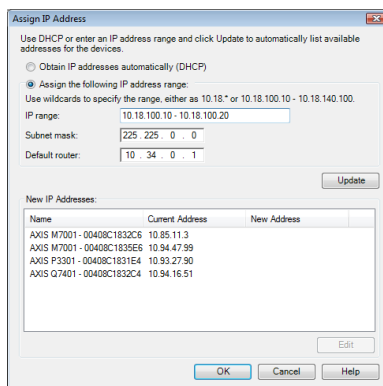 Assign IP Address
Use DHCP or enter an IP address range and click Update to automatically list available
addresses for the devices.
Obtain IP addresses automatically (DHCP)
Assign the following IP address range:
Use wildcards to specify the range, either as 10.18.* or 10.18.100.10 - 10.18.140.100.
IP range: 10.18.100.10 - 10.18.100.20
Subnet mask: 225 . 225 . 0 . 0
Default router: 10 . 34 . 0 . 1
Update
New IP Addresses:
Name Current Address New Address
AXIS M7001 - 00408C1832C6 10.85.11.3
AXIS M7001 - 00408C1835E6 10.94.47.99
AXIS P3301 - 00408C1831E4 10.93.27.90
AXIS Q7401 - 00408C1832C4 10.94.16.51
Edit
OK Cancel Help